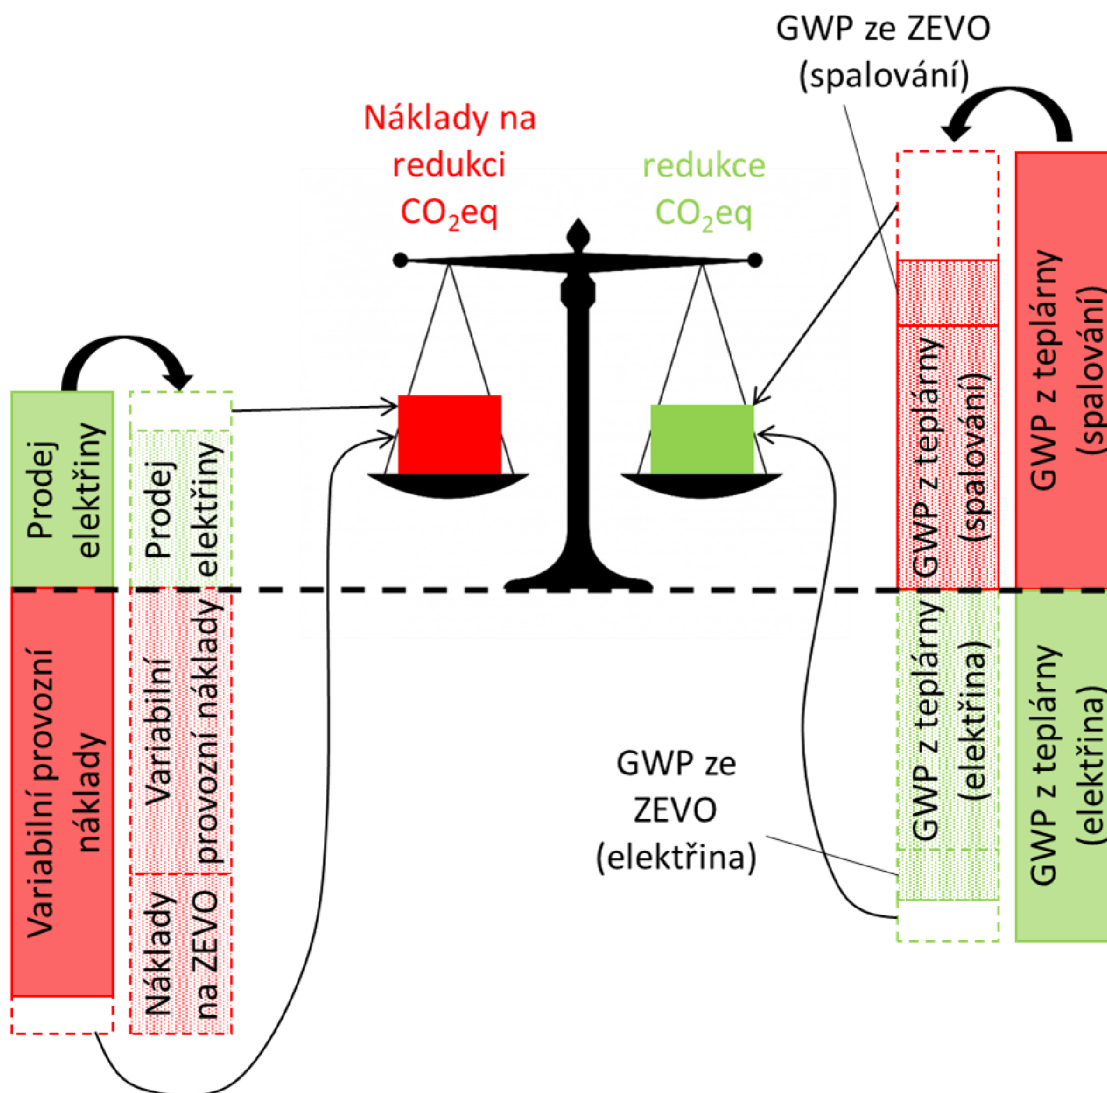 GWP ze ZEVO
(spalování)
Náklady na
redukci
CO₂eq
redukce
CO₂eq
Prodej
elektřiny
Prodej
elektřiny
Variabilní provozní
náklady
Variabilní
provozní náklady
Náklady
na ZEVO
GWP ze
ZEVO
(elektřina)
GWP z teplárny
(spalování)
GWP z teplárny
(spalování)
GWP z teplárny
(elektřina)
GWP z teplárny
(elektřina)